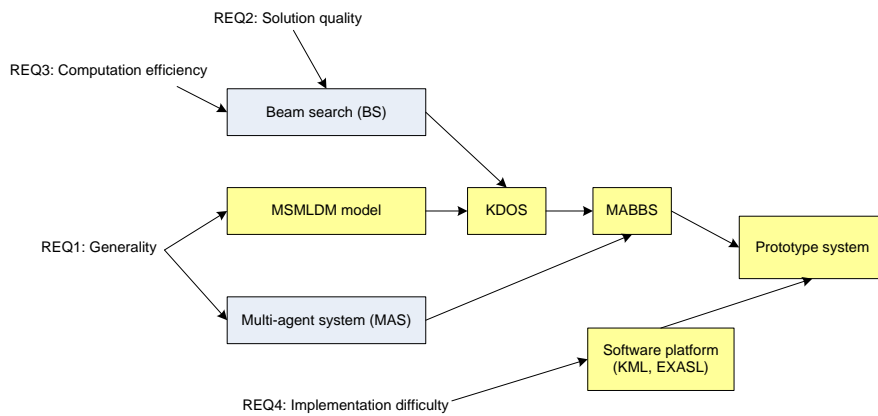 REQ2: Solution quality
REQ3: Computation efficiency
Beam search (BS)
MSMLDM model
KDOS
MABBS
REQ1: Generality
Prototype system
Multi-agent system (MAS)
Software platform
(KML, EXASL)
REQ4: Implementation difficulty